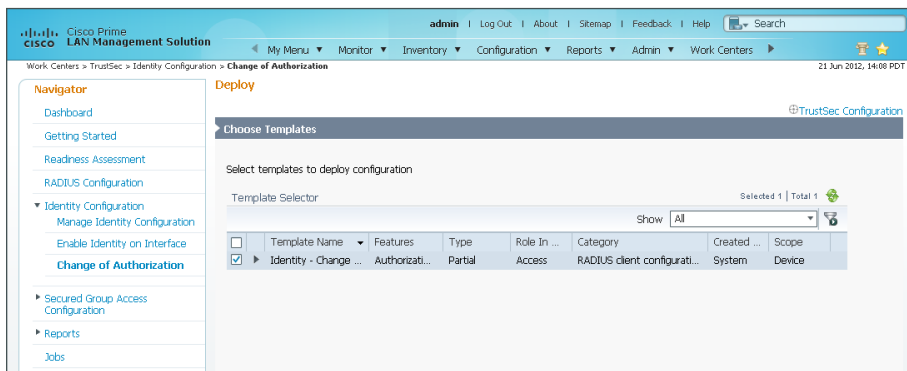 admin | Log Out | About | Sitemap | Feedback | Help Search
cisco Cisco Prime
LAN Management Solution
My Menu Monitor Inventory Configuration Reports Admin Work Centers
Work Centers > TrustSec > Identity Configuration > Change of Authorization 21 Jun 2012, 14:08 PDT
Navigator
Dashboard
Getting Started
Readiness Assessment
RADIUS Configuration
Identity Configuration
Manage Identity Configuration
Enable Identity on Interface
Change of Authorization
Secured Group Access
Configuration
Reports
Jobs
Deploy
TrustSec Configuration
Choose Templates
Select templates to deploy configuration
Template Selector Selected 1 | Total 1
Show All
Template Name Features Type Role In ... Category Created ... Scope
Identity - Change ... Authorizati... Partial Access RADIUS client configurati... System Device